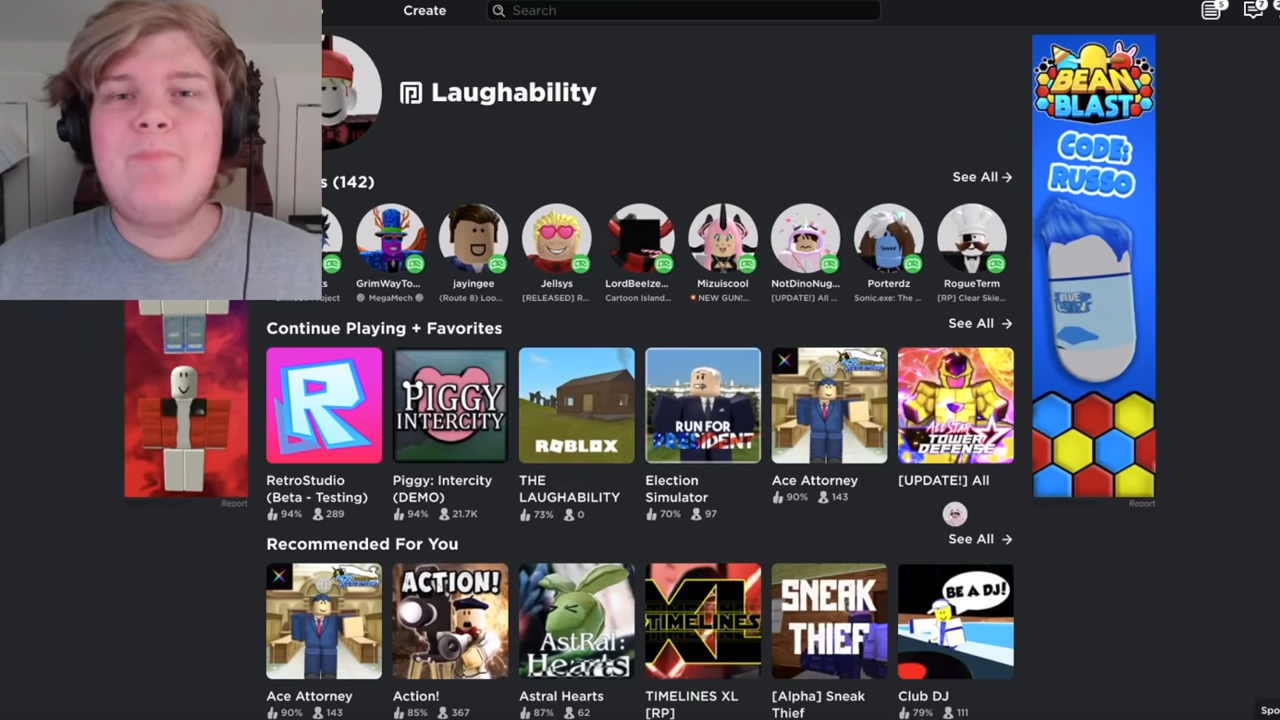 Create
Search
5
7
Laughability
s (142)
See All →
GrimWayTo...
jayingee
Jellsys
LordBeelze...
Mizuiscool
NotDinoNug...
Porterdz
RogueTerm
MegaMech
(Route 8) Loo...
[RELEASED] R...
Cartoon Island...
NEW GUN!...
[UPDATE!] All ...
Sonic.exe: The ...
[RP] Clear Skie...
Continue Playing + Favorites
See All →
PIGGY
INTERCITY
ROBLOX
RUN FOR
PRESIDENT
ALL STAR
TOWER
DEFENSE
RetroStudio
(Beta - Testing)
94% 289
Piggy: Intercity
(DEMO)
94% 21.7K
THE
LAUGHABILITY
73% 0
Election
Simulator
70% 97
Ace Attorney
90% 143
[UPDATE!] All
Recommended For You
See All →
ACTION!
AstRal:
Hearts
XL
TIMELINES
SNEAK
THIEF
BE A DJ!
Ace Attorney
90% 143
Action!
85% 367
Astral Hearts
87% 62
TIMELINES XL
[RP]
[Alpha] Sneak
Thief
Club DJ
79% 111
Report
BEAN
BLAST
CODE:
RUSSO
Report
Spo